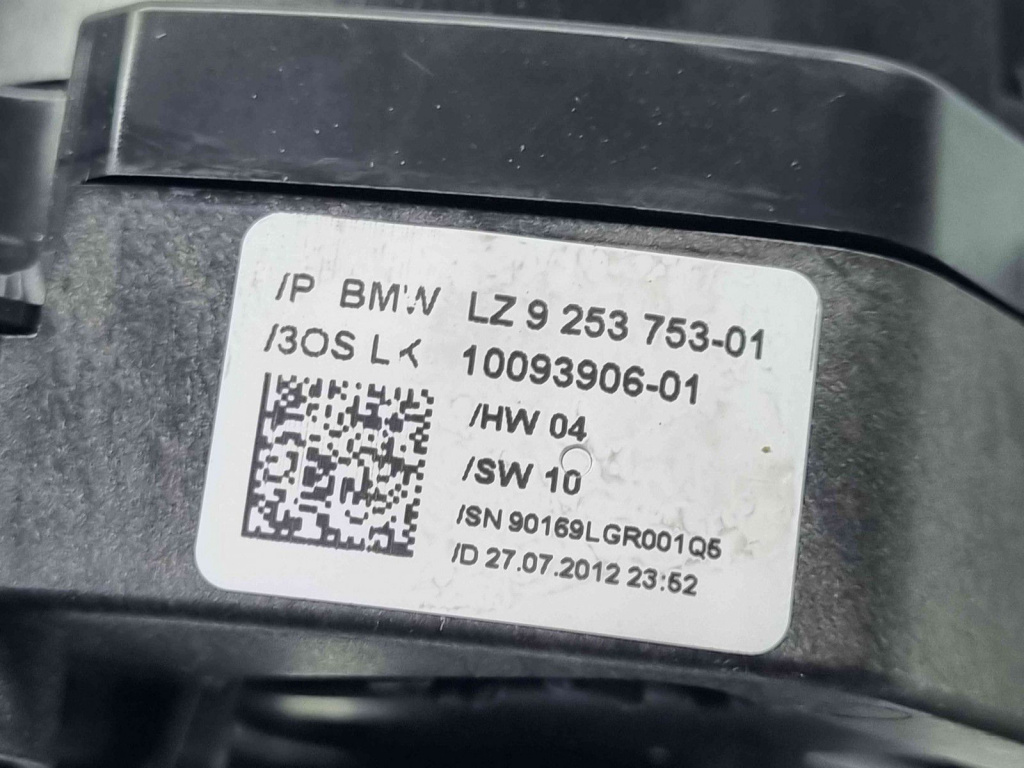 /P BMW LZ 9 253 753-01
/3OS LK 10093906-01
/HW 04
/SW 10
/SN 90169LGR001Q5
/D 27.07.2012 23:52